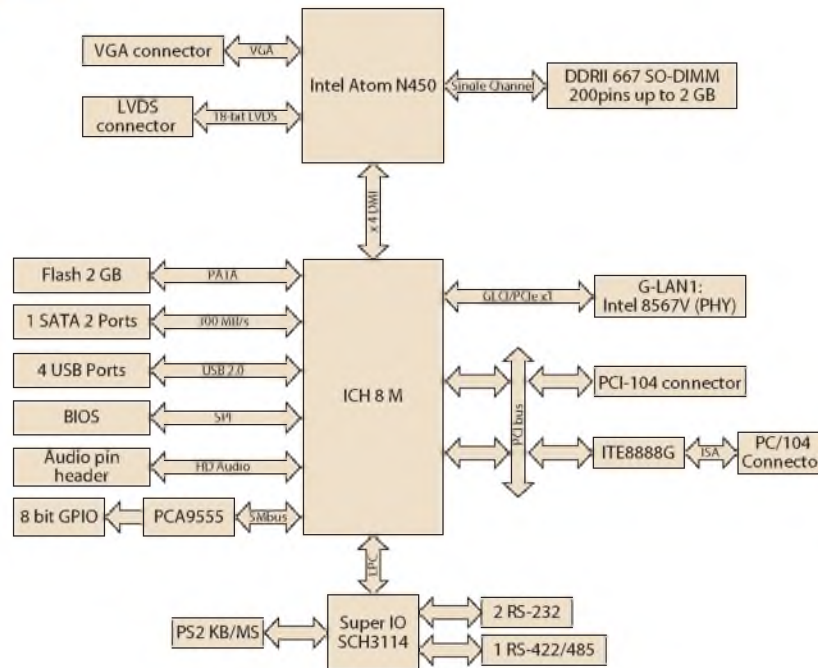 VGA connector
VGA
Intel Atom N450
Single Channel
DDRII 667 SO-DIMM
200pins up to 2 GB
LVDS
connector
18-bit LVDS
x 4 DMI
Flash 2 GB
PATA
GLCI/PCIe x1
G-LAN1:
Intel 8567V (PHY)
1 SATA 2 Ports
300 MB/s
4 USB Ports
USB 2.0
ICH 8 M
PCI bus
PCI-104 connector
BIOS
SPI
Audio pin
header
HD Audio
ITE8888G
ISA
PC/104
Connecto
8 bit GPIO
PCA9555
SMbus
LPC
PS2 KB/MS
Super IO
SCH3114
2 RS-232
1 RS-422/485